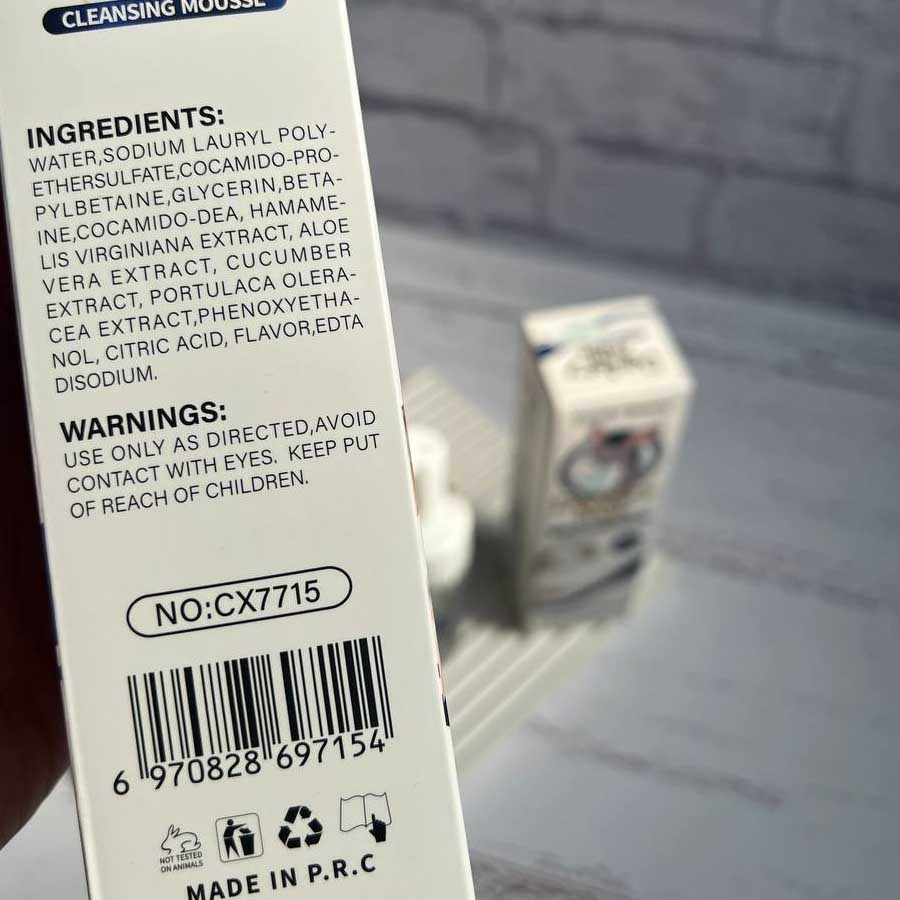 CLEANSING MOUSSE
INGREDIENTS:
WATER,SODIUM LAURYL POLY-
ETHERSULFATE,COCAMIDO-PRO-
PYLBETAINE,GLYCERIN,BETA-
INE,COCAMIDO-DEA, HAMAME-
LIS VIRGINIANA EXTRACT, ALOE
VERA EXTRACT, CUCUMBER
EXTRACT, PORTULACA OLERA-
CEA EXTRACT,PHENOXYETHA-
NOL, CITRIC ACID, FLAVOR,EDTA
DISODIUM.
WARNINGS:
USE ONLY AS DIRECTED,AVOID
CONTACT WITH EYES. KEEP PUT
OF REACH OF CHILDREN.
NO:CX7715
6 970828 697154
NOT TESTED
ON ANIMALS
MADE IN P.R.C